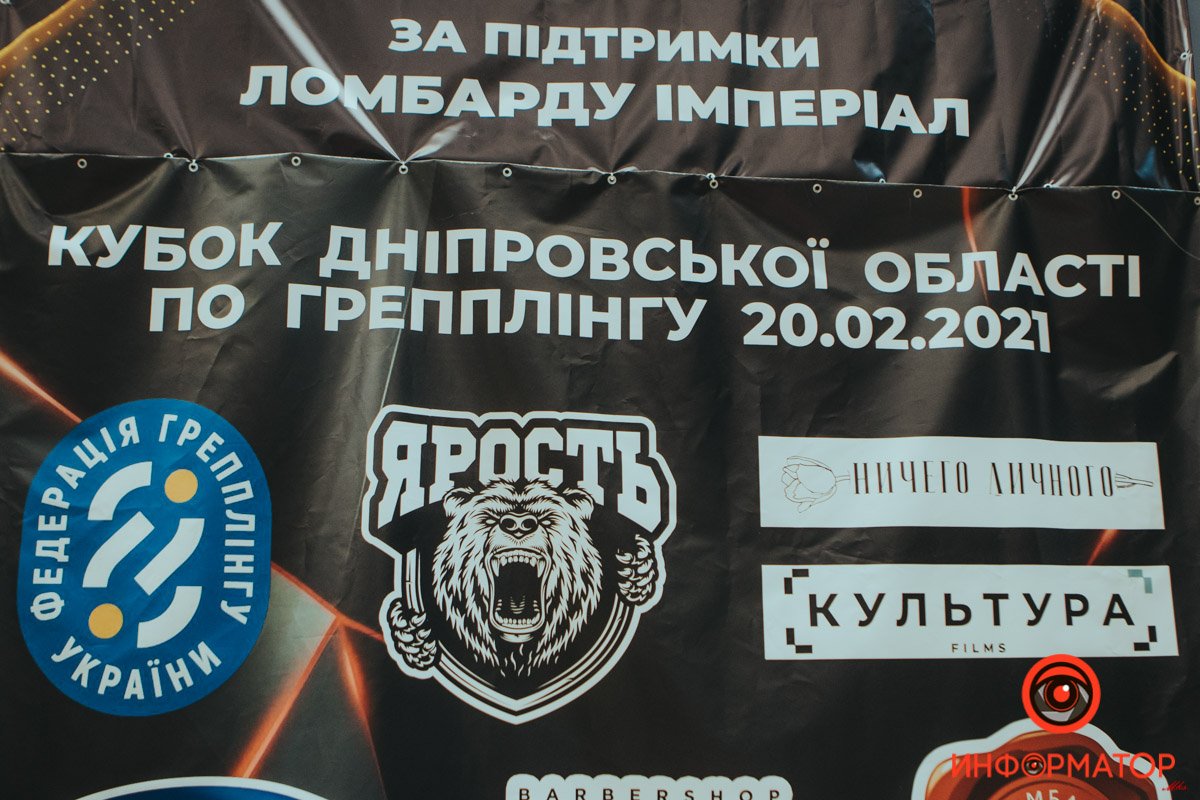 ЗА ПІДТРИМКИ
ЛОМБАРДУ ІМПЕРІАЛ
КУБОК ДНІПРОВСЬКОЇ ОБЛАСТІ
ПО ГРЕППЛІНГУ 20.02.2021
ФЕДЕРАЦІЯ ГРЕППЛІНГУ
УКРАЇНИ
ЯРОСТЬ
НИЧЕГО ЛИЧНОГО
КУЛЬТУРА
FILMS
BARBERSHOP
ИНФОРМАТОР